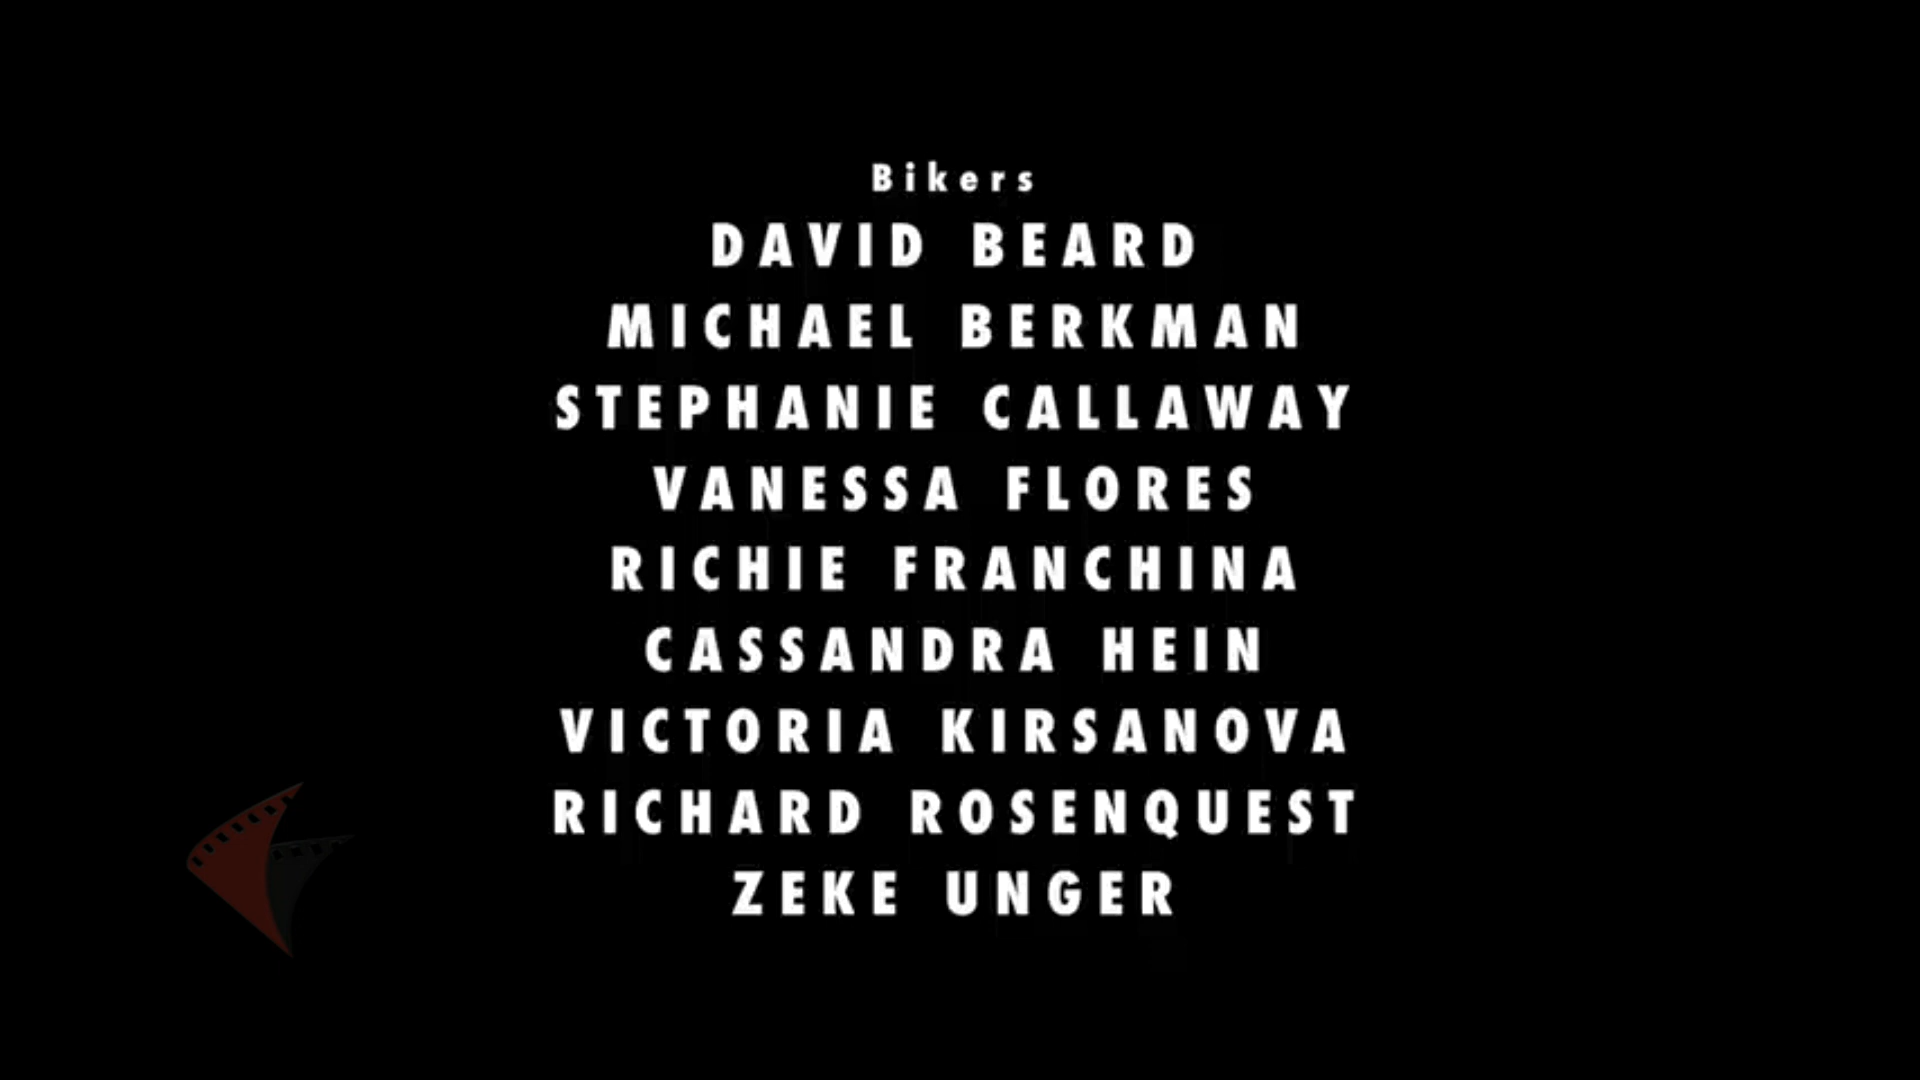 Bikers
DAVID BEARD
MICHAEL BERKMAN
STEPHANIE CALLAWAY
VANESSA FLORES
RICHIE FRANCHINA
CASSANDRA HEIN
VICTORIA KIRSANOVA
RICHARD ROSENQUEST
ZEKE UNGER